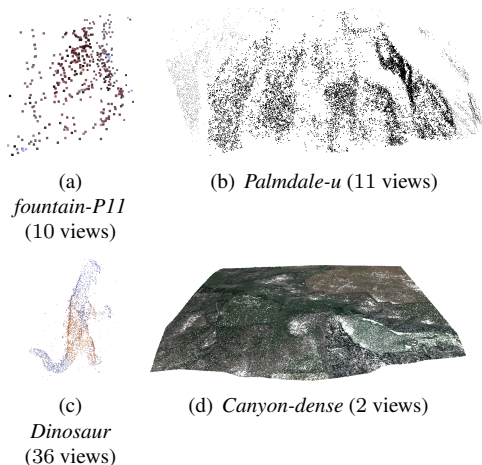 (a)
fountain-P11
(10 views)
(b) Palmdale-u (11 views)
(c)
Dinosaur
(36 views)
(d) Canyon-dense (2 views)